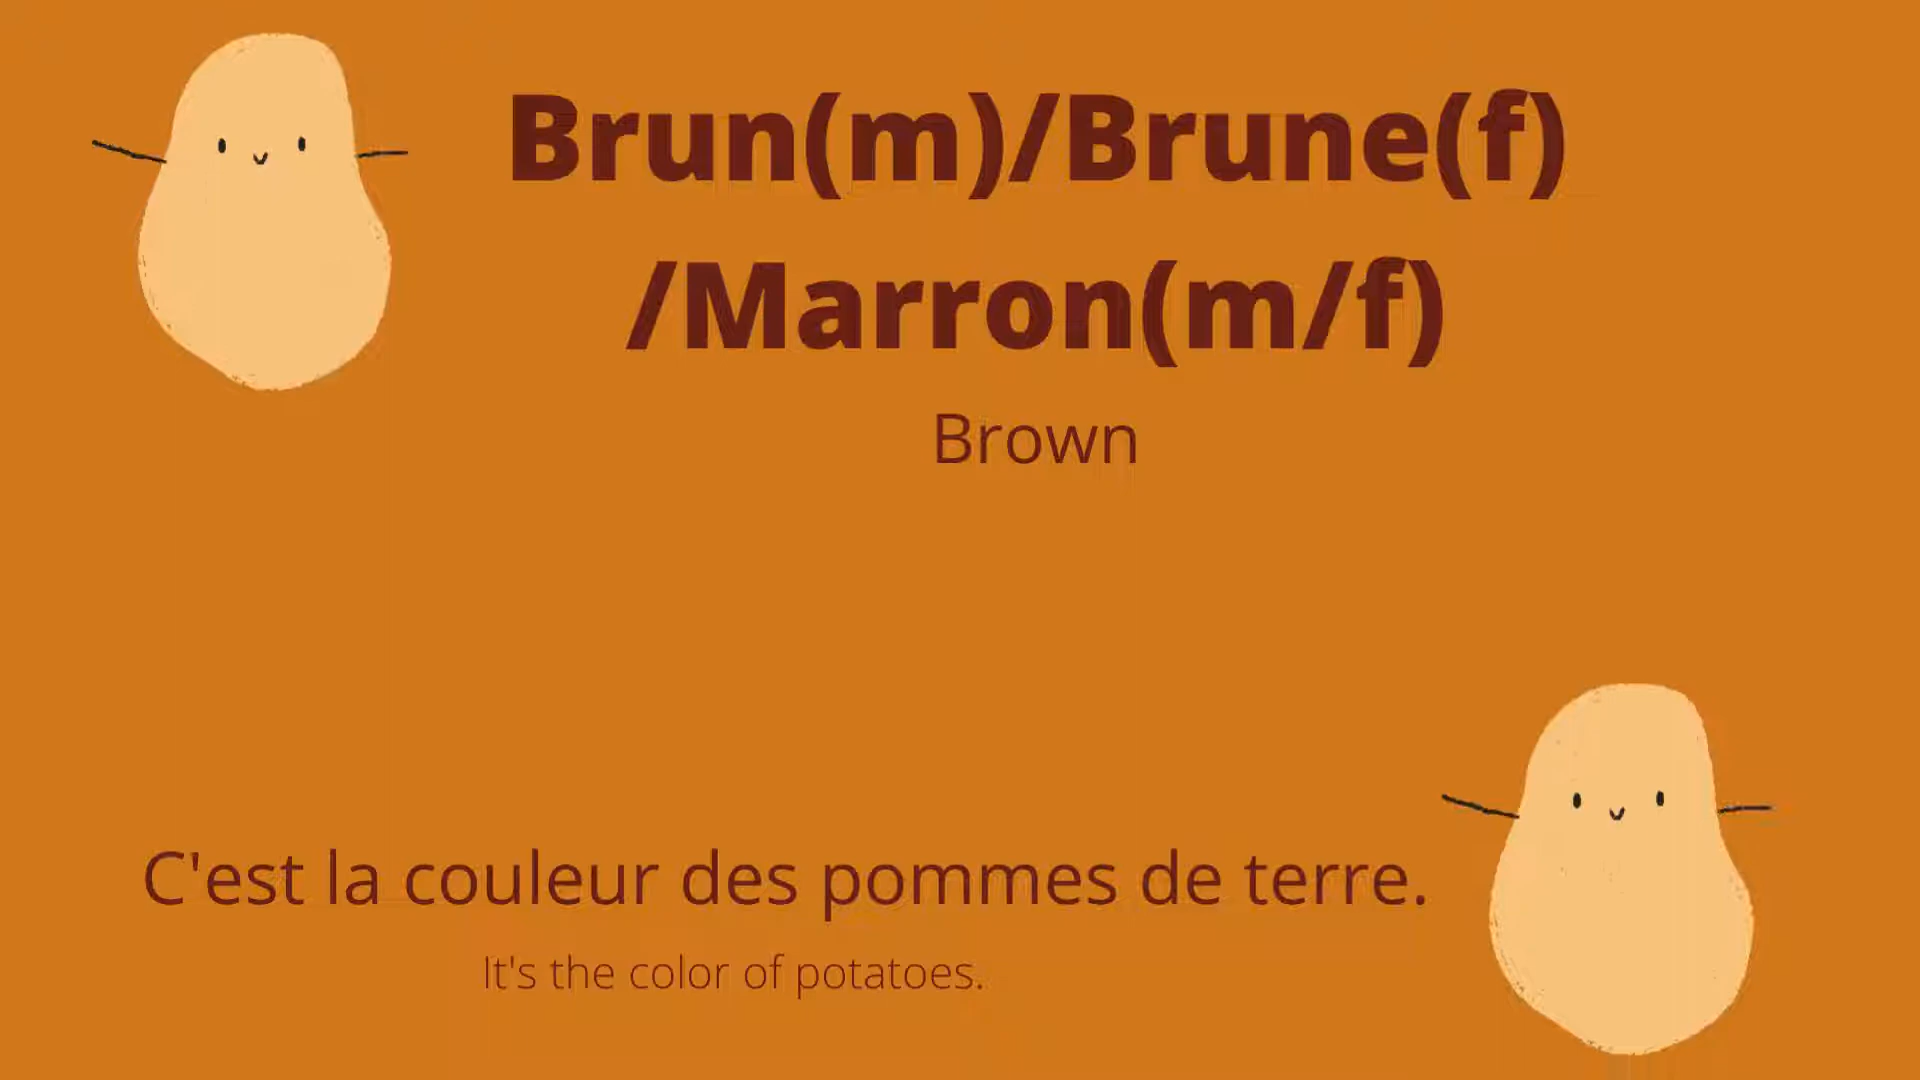 Brun(m)/Brune(f)
/Marron(m/f)
Brown
C'est la couleur des pommes de terre.
It's the color of potatoes.